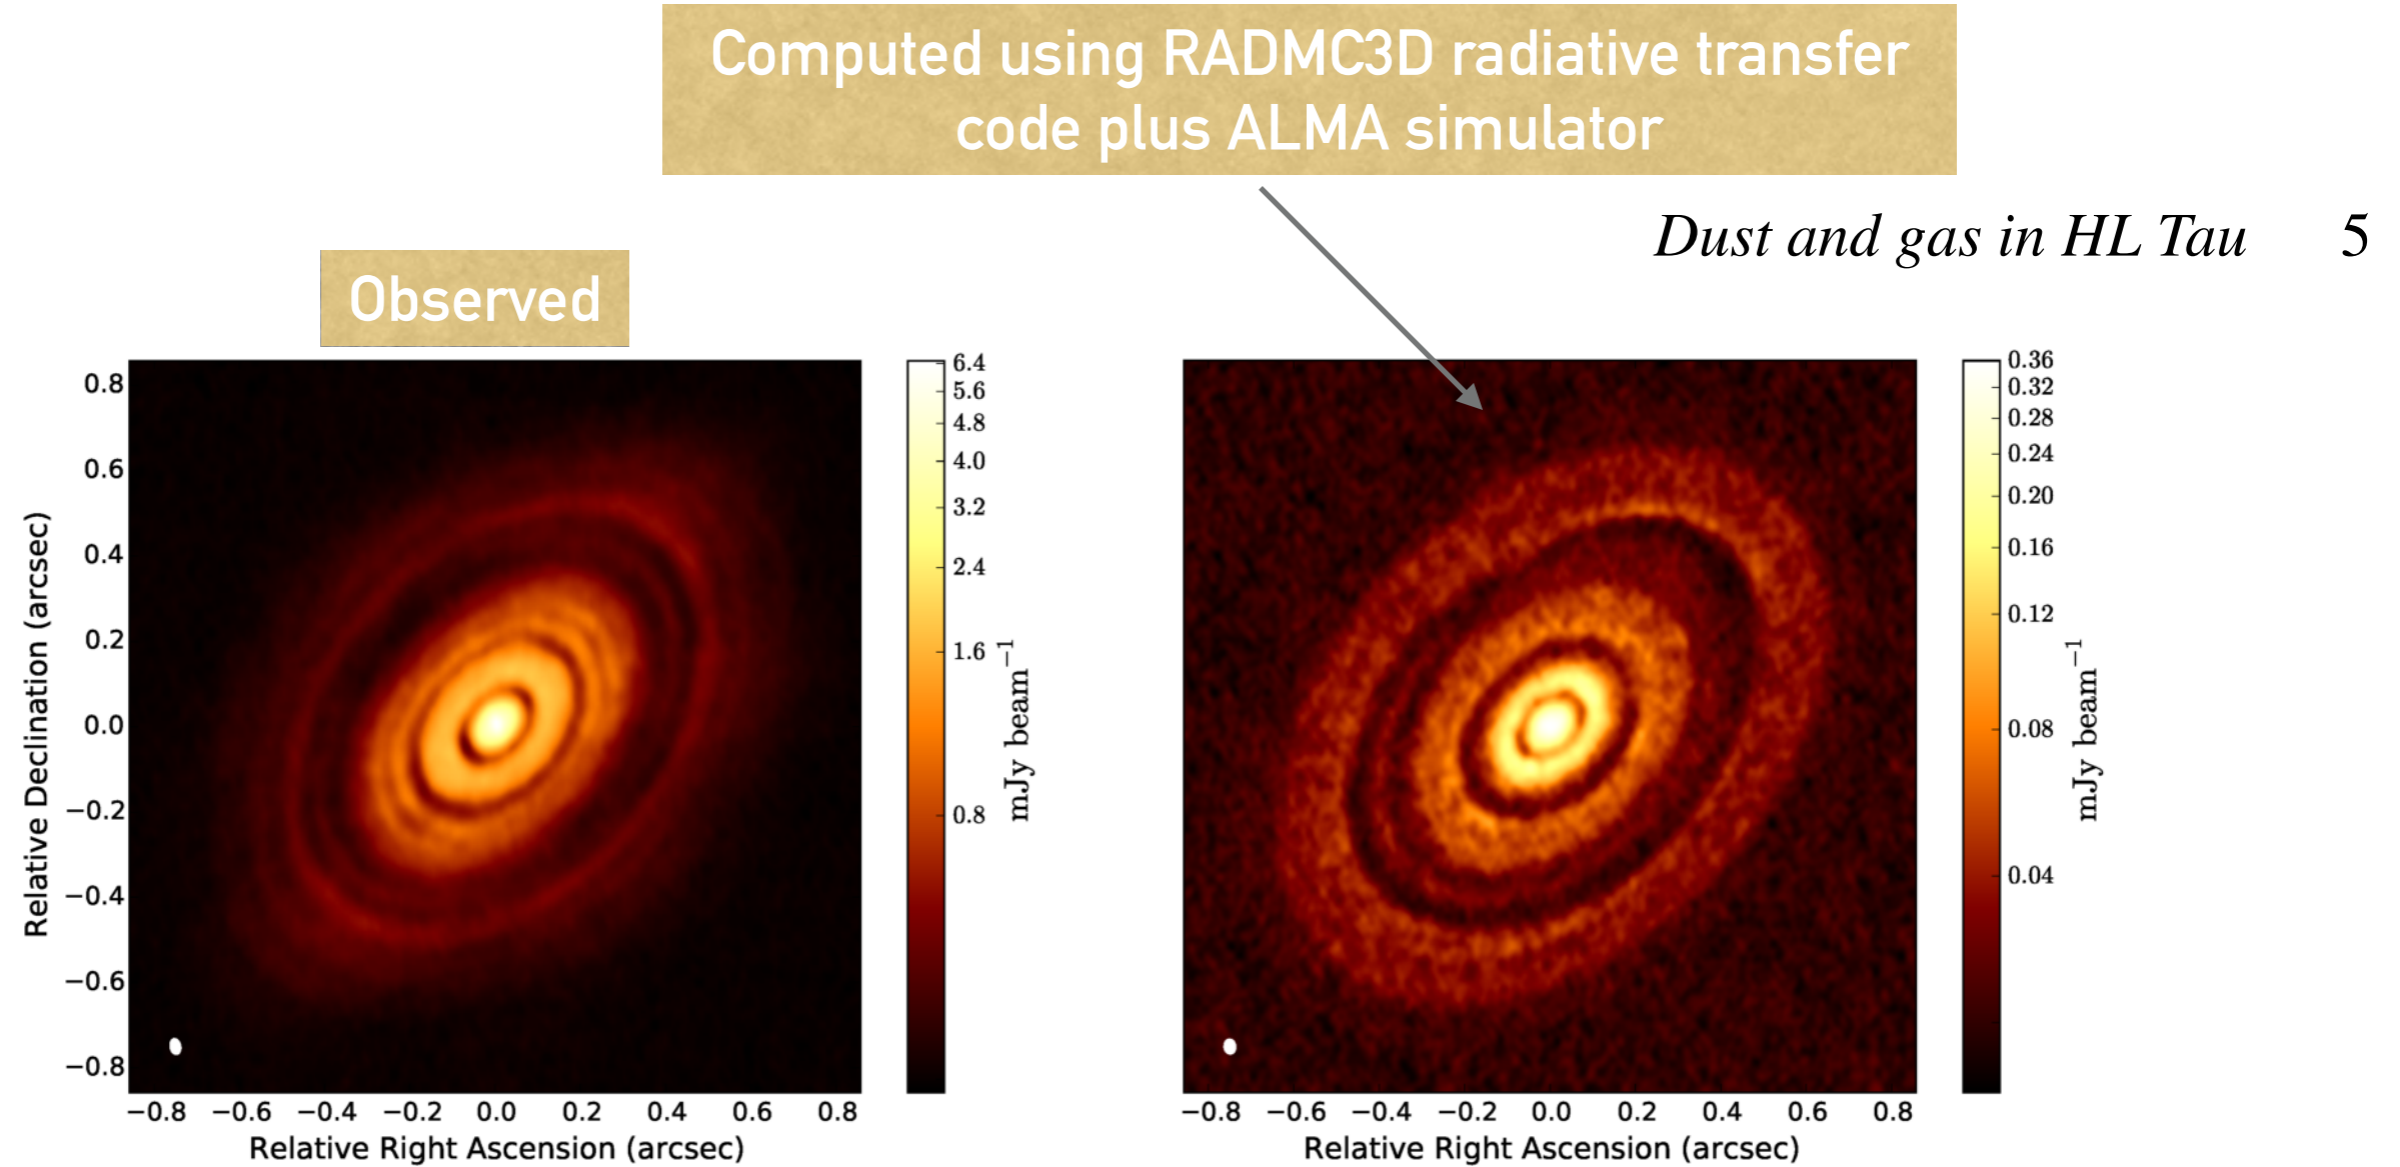 Computed using RADMC3D radiative transfer
code plus ALMA simulator
Dust and gas in HL Tau 5
Observed
0.8
0.6
0.4
0.2
0.0
−0.2
−0.4
−0.6
−0.8
Relative Declination (arcsec)
−0.8 −0.6 −0.4 −0.2 0.0 0.2 0.4 0.6 0.8
Relative Right Ascension (arcsec)
6.4
5.6
4.8
4.0
3.2
2.4
1.6
0.8
mJy beam⁻¹
−0.8 −0.6 −0.4 −0.2 0.0 0.2 0.4 0.6 0.8
Relative Right Ascension (arcsec)
0.36
0.32
0.28
0.24
0.20
0.16
0.12
0.08
0.04
mJy beam⁻¹